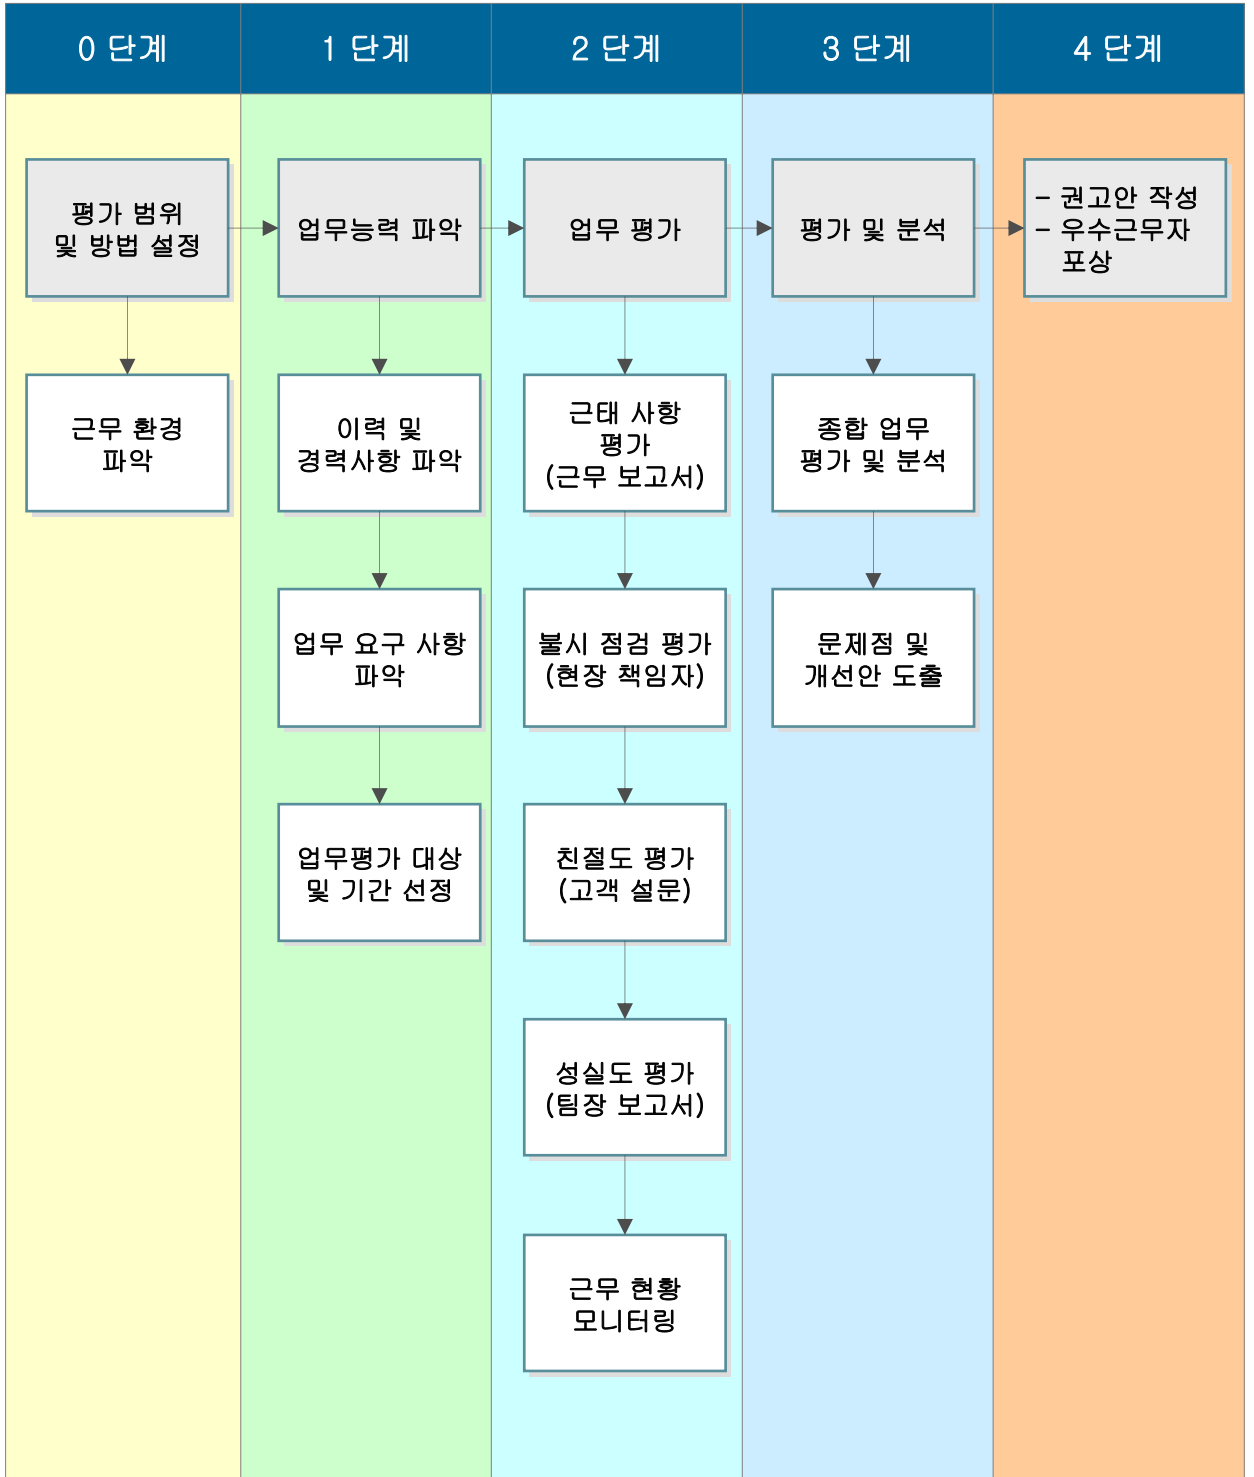 0 단계
1 단계
2 단계
3 단계
4 단계
평가 범위
및 방법 설정
업무능력 파악
업무 평가
평가 및 분석
- 권고안 작성
- 우수근무자
포상
근무 환경
파악
이력 및
경력사항 파악
근태 사항
평가
(근무 보고서)
종합 업무
평가 및 분석
업무 요구 사항
파악
불시 점검 평가
(현장 책임자)
문제점 및
개선안 도출
업무평가 대상
및 기간 선정
친절도 평가
(고객 설문)
성실도 평가
(팀장 보고서)
근무 현황
모니터링